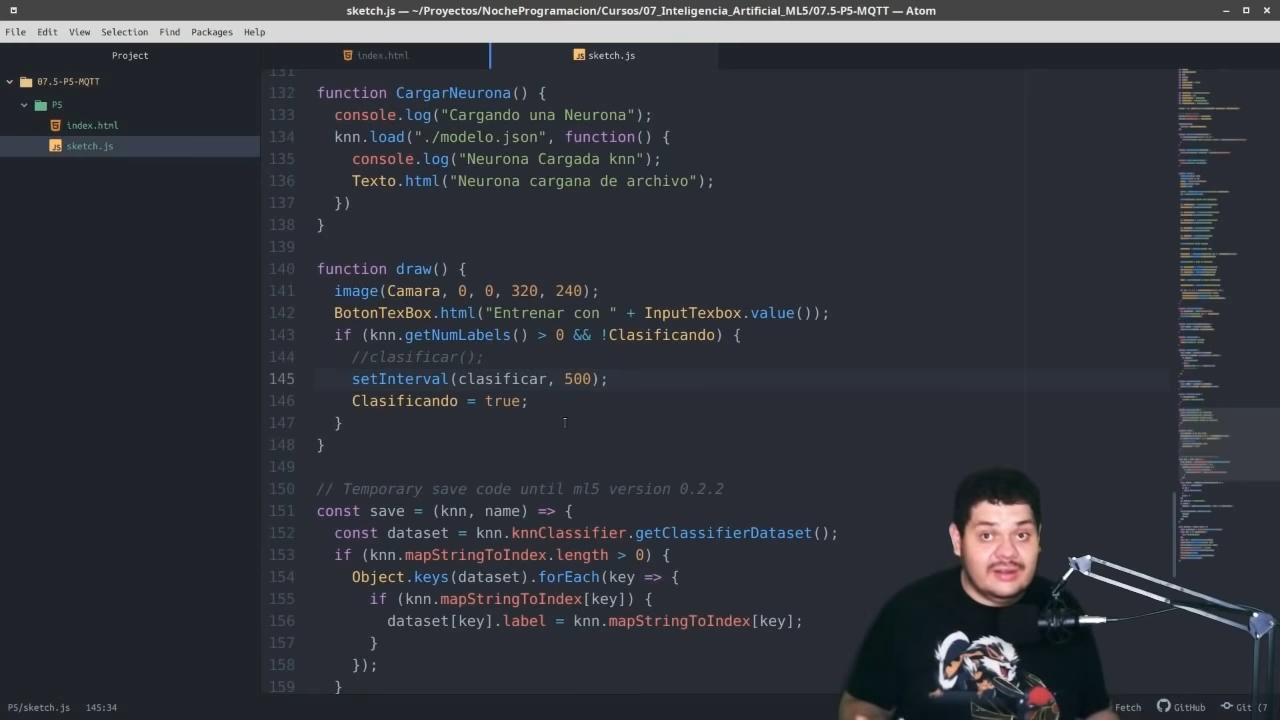 sketch.js — ~/Proyectos/NocheProgramacion/Cursos/07_Inteligencia_Artificial_ML5/07.5-P5-MQTT — Atom
File Edit View Selection Find Packages Help
Project
index.html
sketch.js
07.5-P5-MQTT
P5
index.html
sketch.js
131
132 function CargarNeurona() {
133 console.log("Cargando una Neurona");
134 knn.load("./modelo.json", function() {
135 console.log("Neurona Cargada knn");
136 Texto.html("Neurona cargana de archivo");
137 })
138 }
139
140 function draw() {
141 image(Camara, 0, 0, 320, 240);
142 BotonTexBox.html("Entrenar con " + InputTexbox.value());
143 if (knn.getNumLabels() > 0 && !Clasificando) {
144 //clasificar();
145 setInterval(clasificar, 500);
146 Clasificando = true;
147 }
148 }
149
150 // Temporary save code until ml5 version 0.2.2
151 const save = (knn, name) => {
152 const dataset = knn.knnClassifier.getClassifierDataset();
153 if (knn.mapStringToIndex.length > 0) {
154 Object.keys(dataset).forEach(key => {
155 if (knn.mapStringToIndex[key]) {
156 dataset[key].label = knn.mapStringToIndex[key];
157 }
158 });
159 }
P5/sketch.js 145:34
Fetch GitHub Git (7